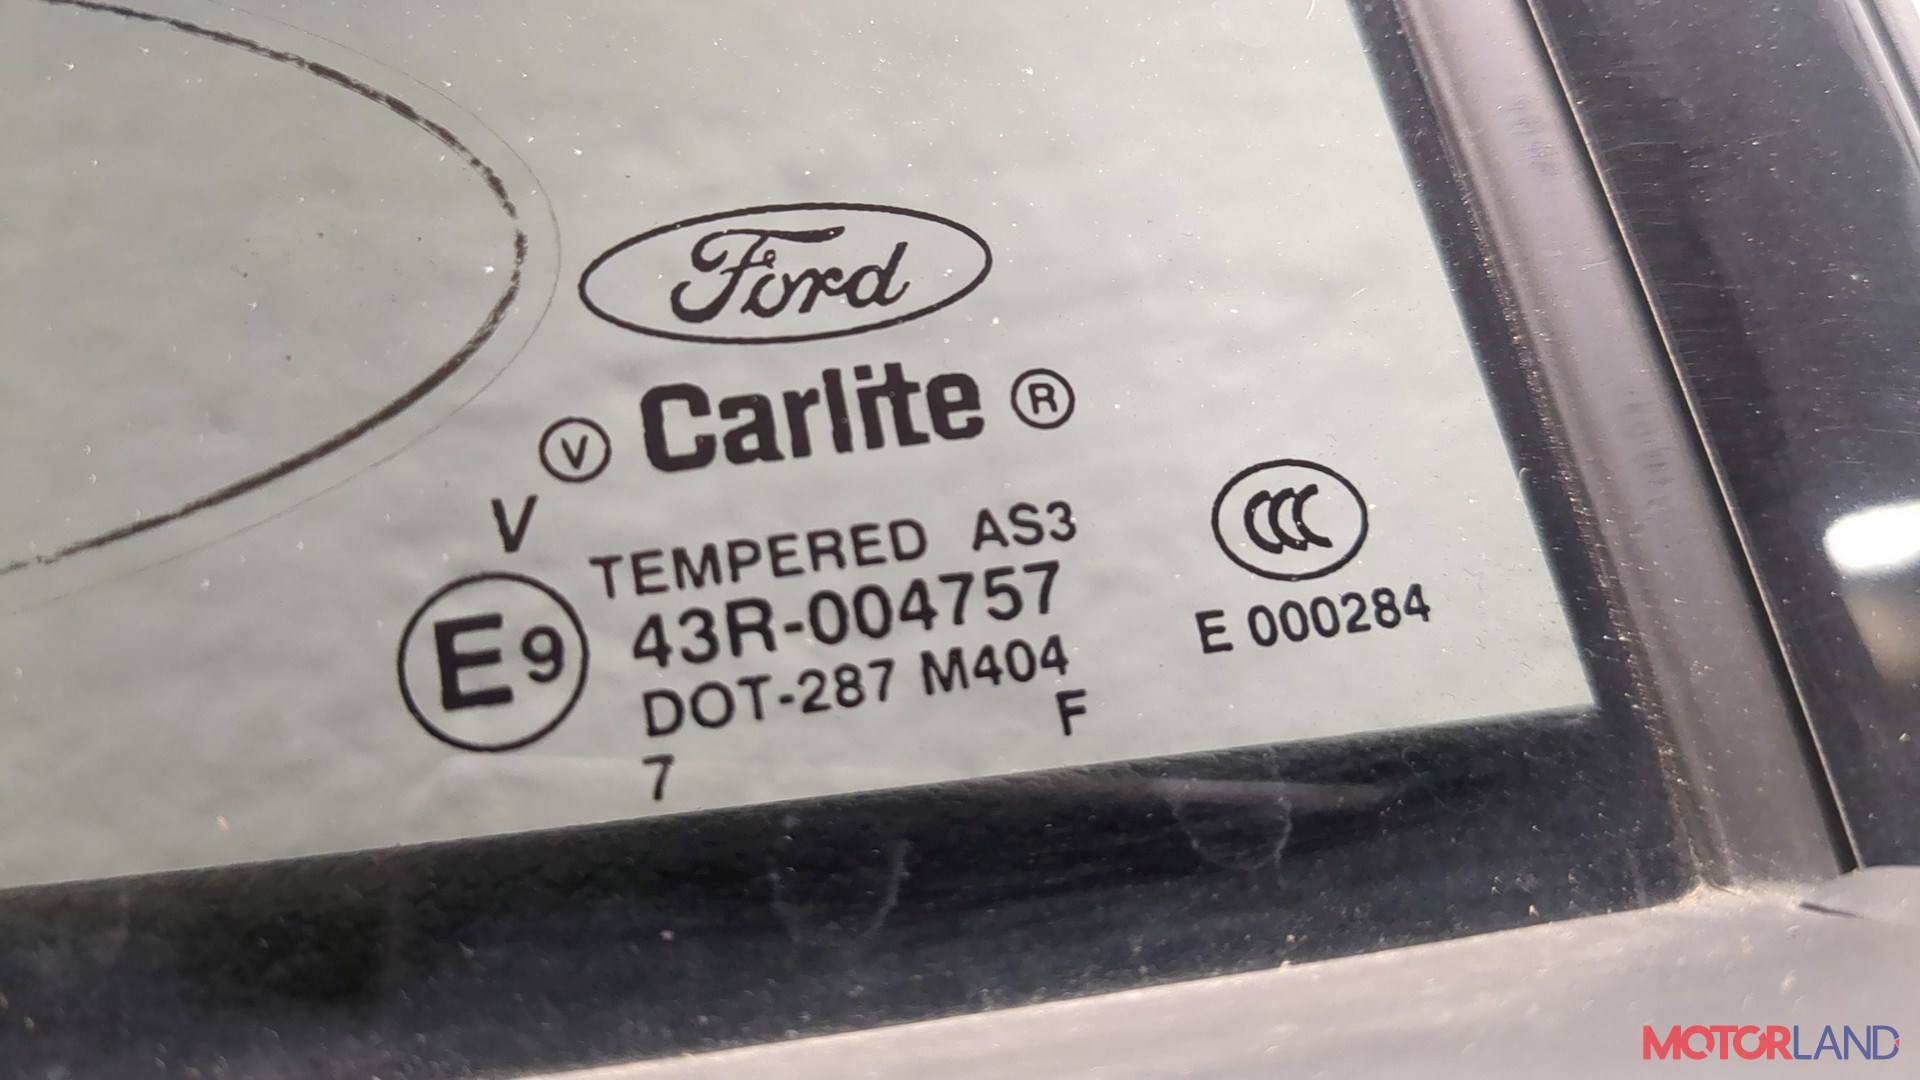 Ford
V Carlite R
V
TEMPERED AS3
E9
43R-004757
DOT-287 M404
F
7
CCC
E 000284
MOTORLAND